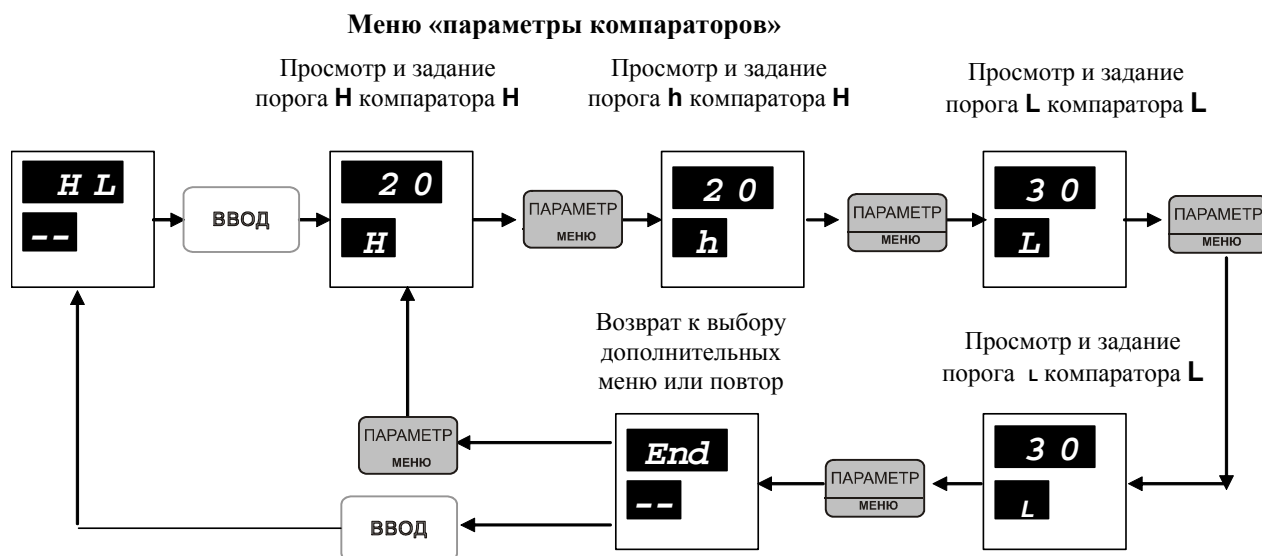 Меню «параметры компараторов»
Просмотр и задание
порога H компаратора H
Просмотр и задание
порога h компаратора H
Просмотр и задание
порога L компаратора L
H L
--
ВВОД
2 0
H
ПАРАМЕТР
МЕНЮ
2 0
h
ПАРАМЕТР
МЕНЮ
3 0
L
ПАРАМЕТР
МЕНЮ
Возврат к выбору
дополнительных
меню или повтор
Просмотр и задание
порога ʟ компаратора L
ПАРАМЕТР
МЕНЮ
End
--
ПАРАМЕТР
МЕНЮ
3 0
ʟ
ВВОД